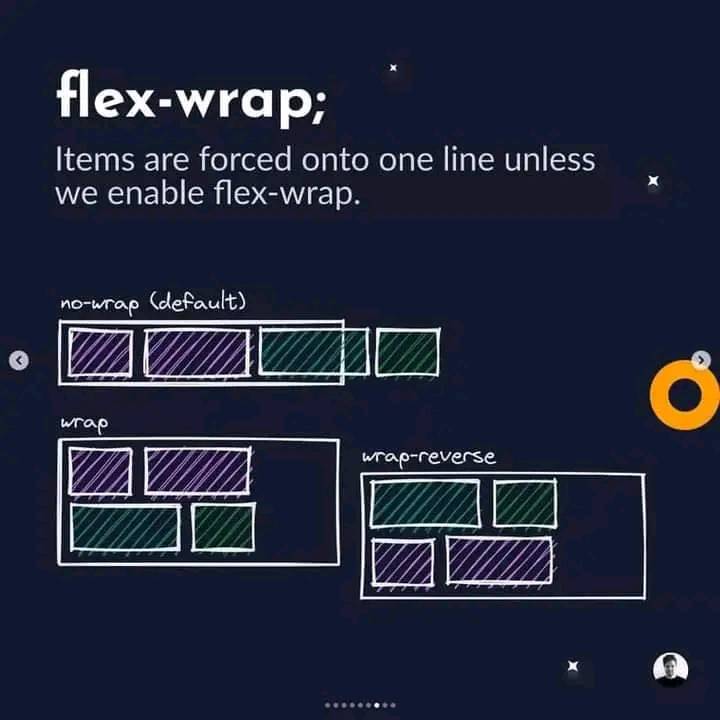 flex-wrap;
Items are forced onto one line unless
we enable flex-wrap.
no-wrap (default)
wrap
wrap-reverse